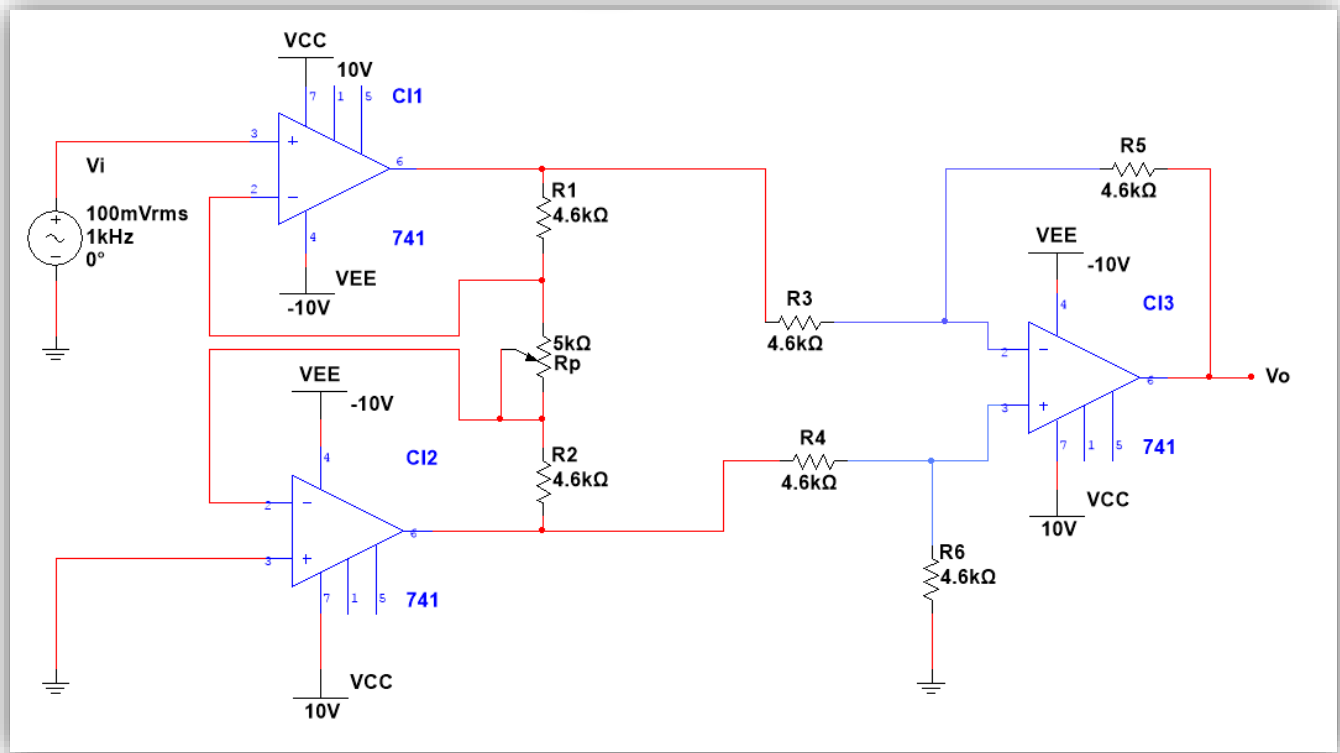 VCC
10V
7
1
5
CI1
3
+
Vi
6
R1
4.6kΩ
2
−
100mVrms
1kHz
0°
+
−
4
741
VEE
-10V
R5
4.6kΩ
VEE
-10V
4
CI3
R3
4.6kΩ
5kΩ
Rp
2
−
VEE
-10V
6
Vo
3
+
4
CI2
R2
4.6kΩ
R4
4.6kΩ
7
1
5
741
2
−
VCC
10V
6
3
+
R6
4.6kΩ
7
1
5
741
VCC
10V